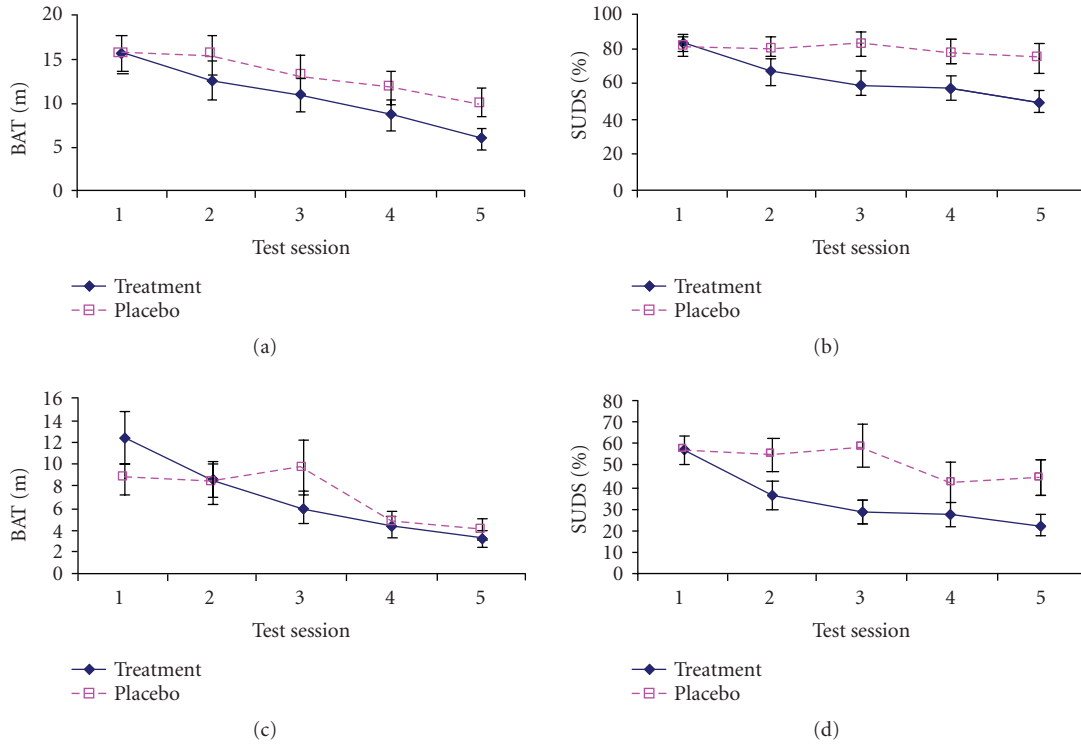 20
15
10
5
0
BAT (m)
1 2 3 4 5
Test session
Treatment
Placebo
(a)
100
80
60
40
20
0
SUDS (%)
1 2 3 4 5
Test session
Treatment
Placebo
(b)
16
14
12
10
8
6
4
2
0
BAT (m)
1 2 3 4 5
Test session
Treatment
Placebo
(c)
80
70
60
50
40
30
20
10
0
SUDS (%)
1 2 3 4 5
Test session
Treatment
Placebo
(d)